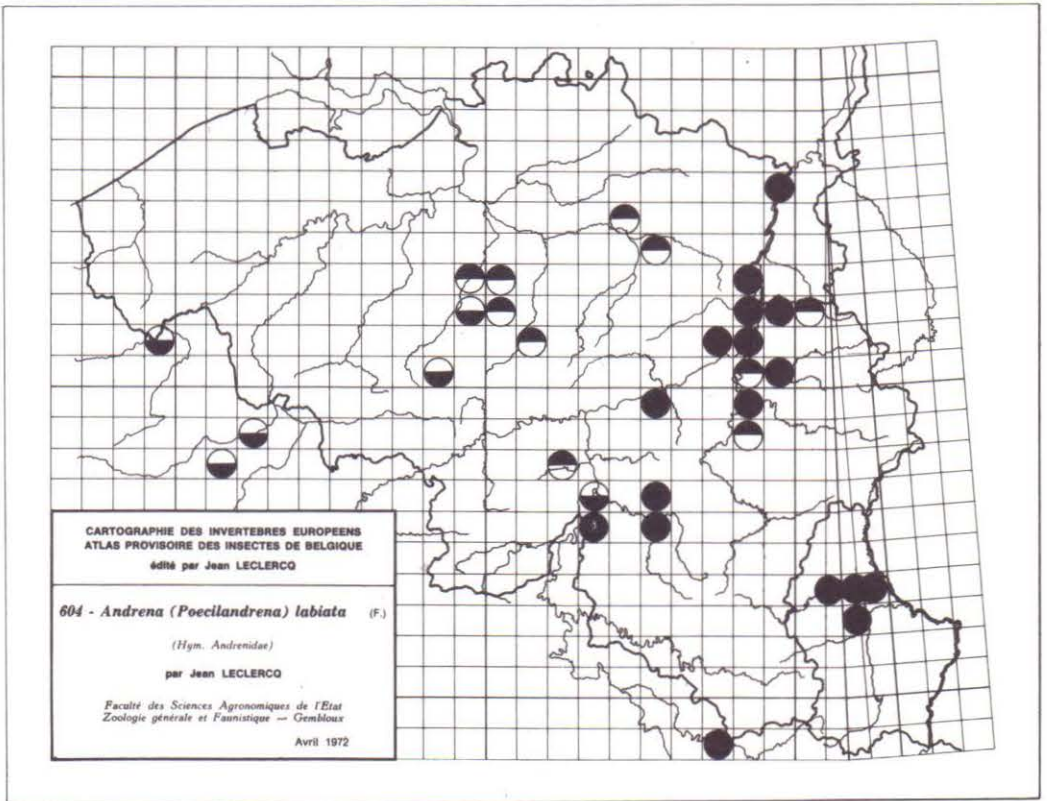 CARTOGRAPHIE DES INVERTEBRES EUROPEENS
ATLAS PROVISOIRE DES INSECTES DE BELGIQUE
édité par Jean LECLERCQ
604 - Andrena (Poecilandrena) labiata (F.)
(Hym. Andrenidae)
par Jean LECLERCQ
Faculté des Sciences Agronomiques de l'Etat
Zoologie générale et Faunistique — Gembloux
Avril 1972